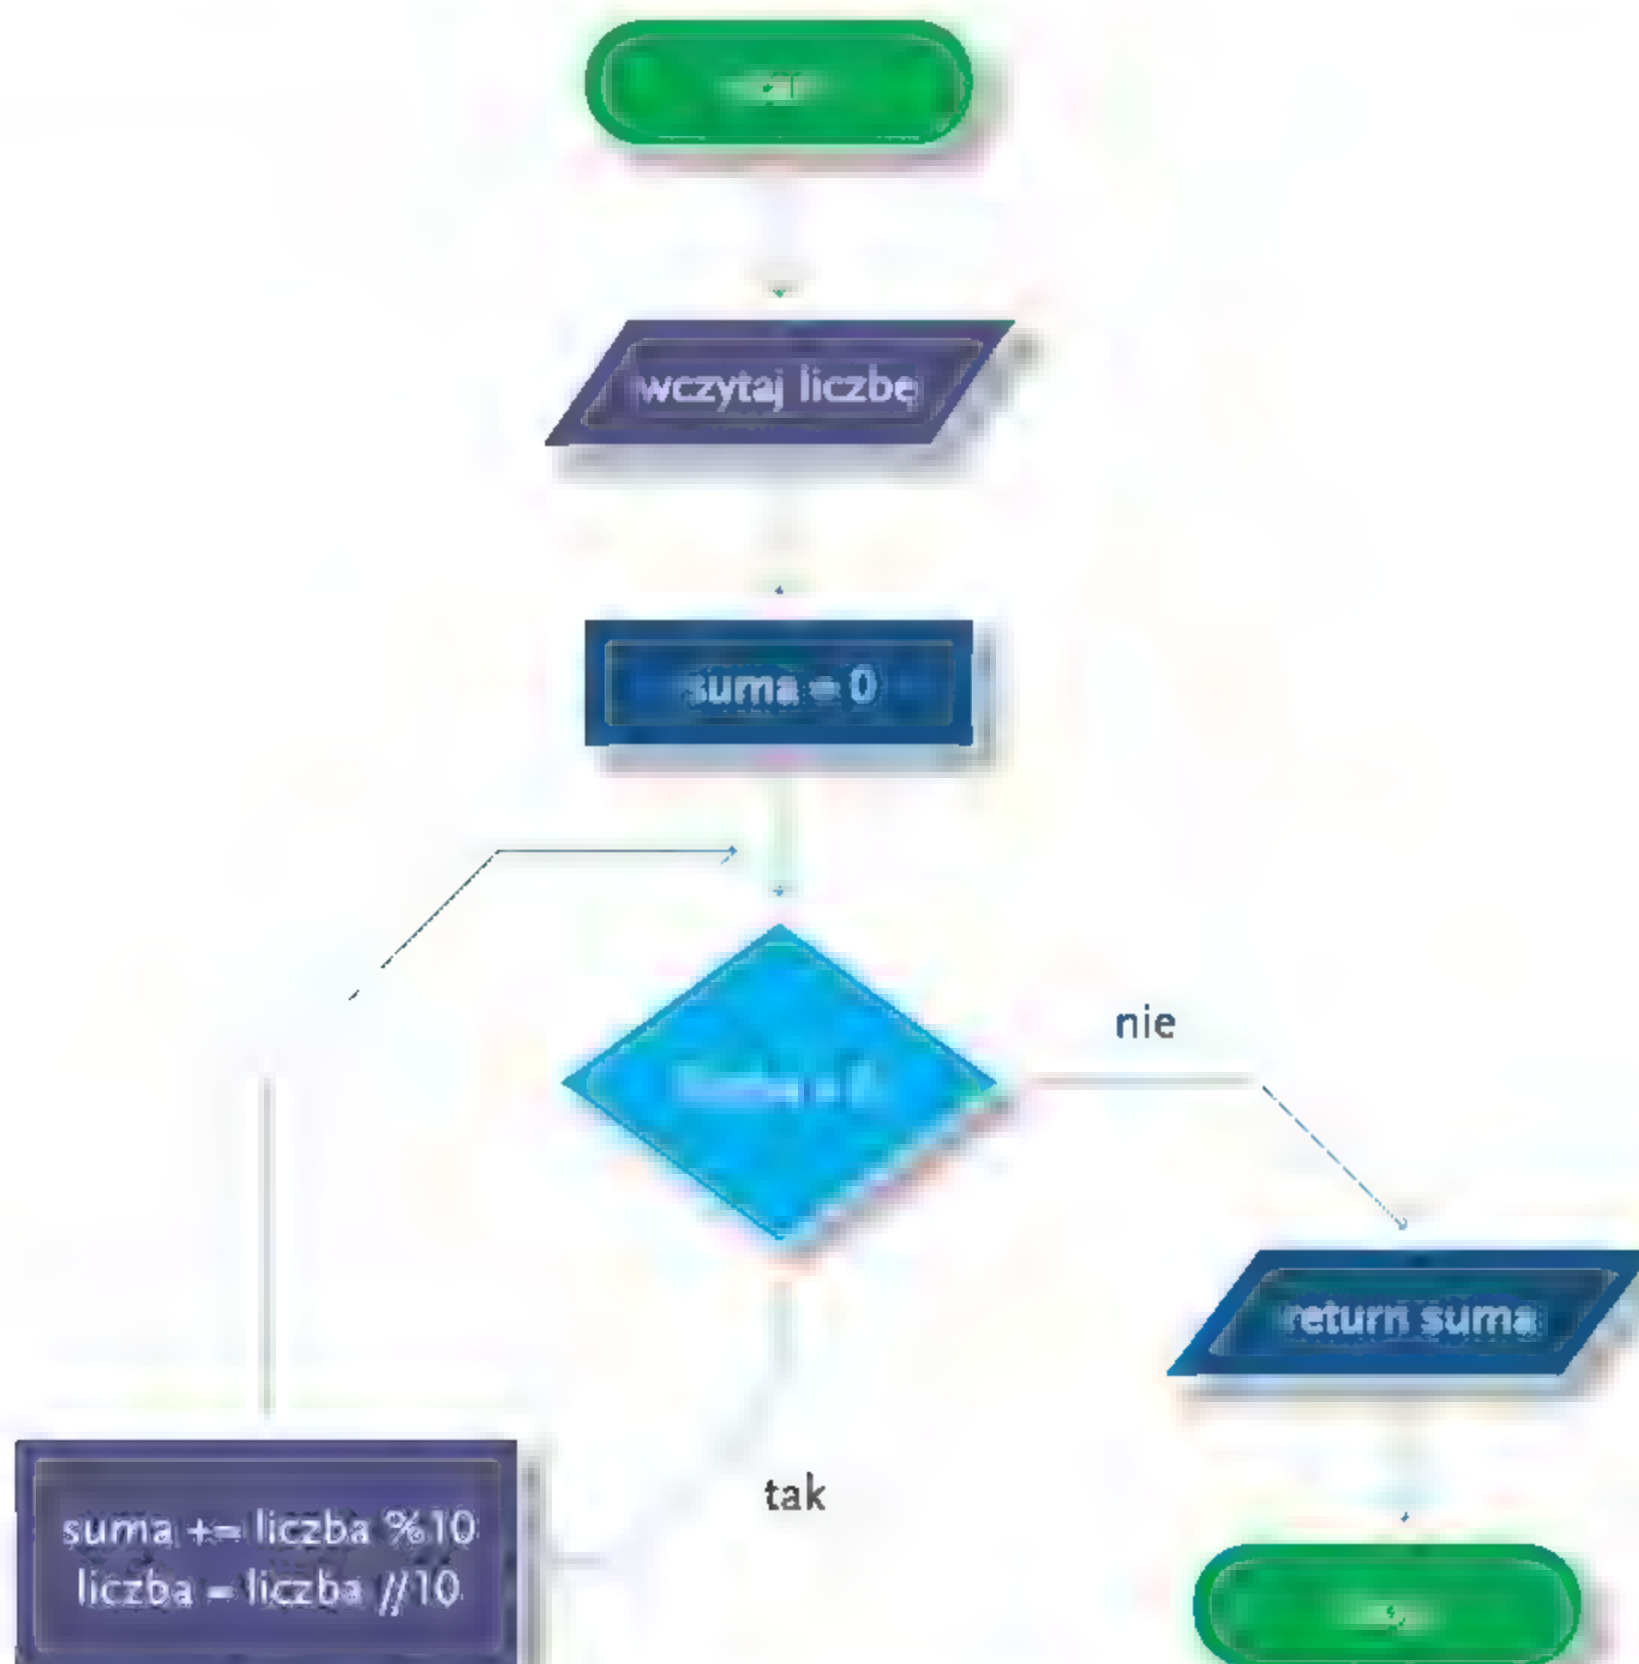 wczytaj liczbę
suma = 0
nie
return suma
tak
suma += liczba %10
liczba = liczba //10